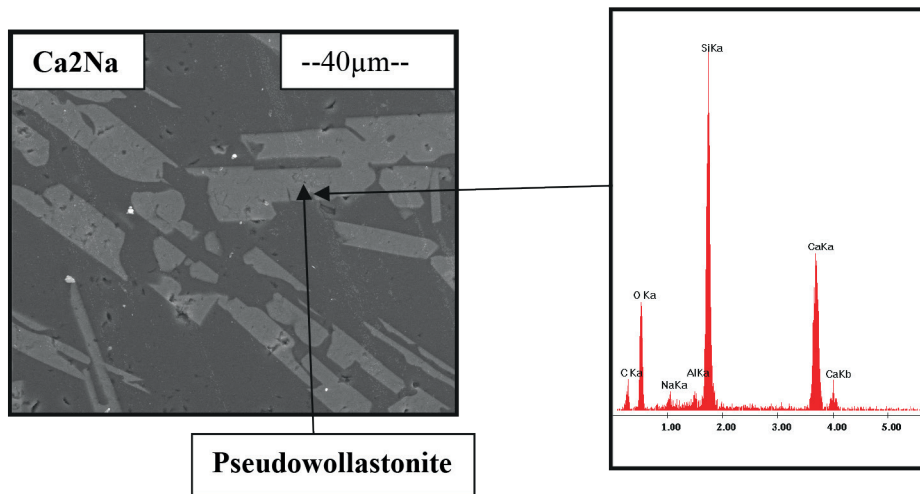 Ca2Na
--40µm--
SiKa
CaKa
O Ka
C Ka
NaKa
AlKa
CaKb
1.00 2.00 3.00 4.00 5.00
Pseudowollastonite